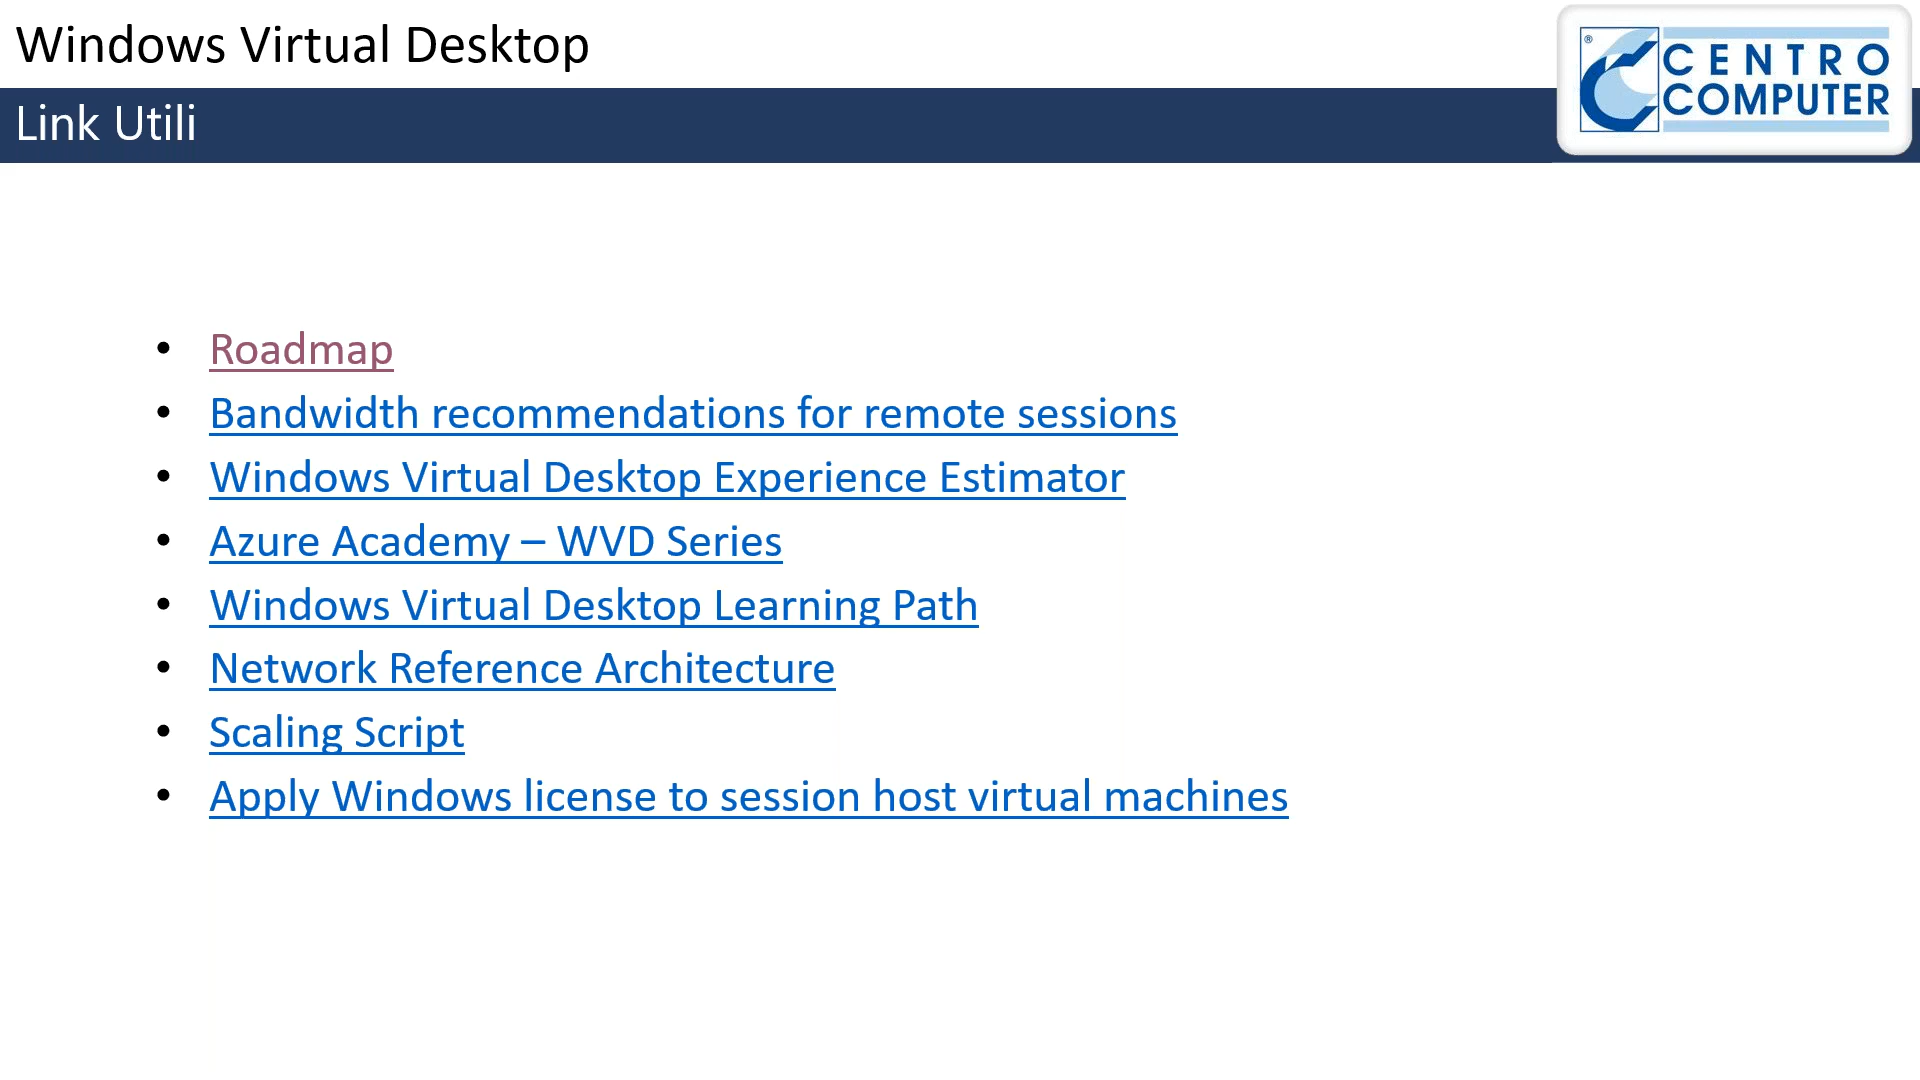 Windows Virtual Desktop
Link Utili
®
CENTRO
COMPUTER
• Roadmap
• Bandwidth recommendations for remote sessions
• Windows Virtual Desktop Experience Estimator
• Azure Academy – WVD Series
• Windows Virtual Desktop Learning Path
• Network Reference Architecture
• Scaling Script
• Apply Windows license to session host virtual machines